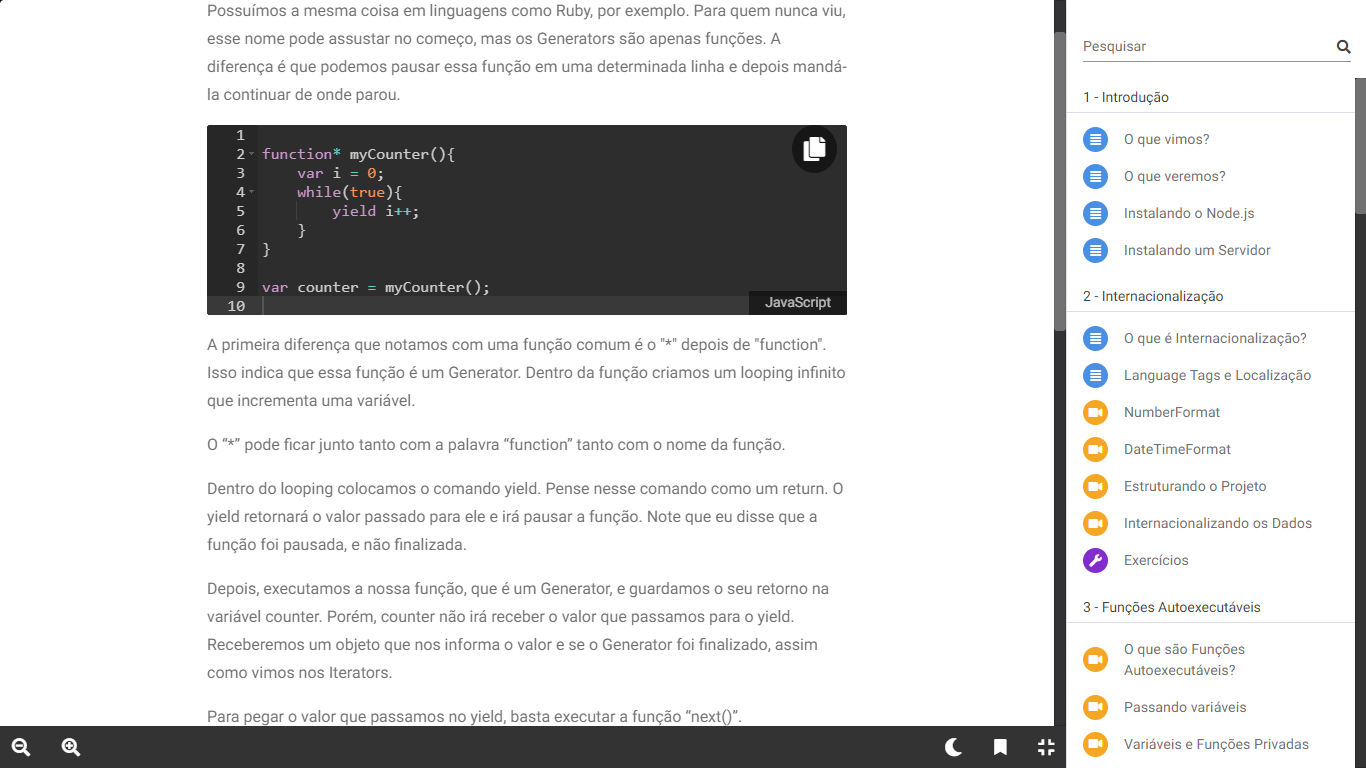 Possuímos a mesma coisa em linguagens como Ruby, por exemplo. Para quem nunca viu,
esse nome pode assustar no começo, mas os Generators são apenas funções. A
diferença é que podemos pausar essa função em uma determinada linha e depois mandá-
la continuar de onde parou.
1
2 function* myCounter(){
3     var i = 0;
4     while(true){
5         yield i++;
6     }
7 }
8
9 var counter = myCounter();
10
JavaScript
A primeira diferença que notamos com uma função comum é o "*" depois de "function".
Isso indica que essa função é um Generator. Dentro da função criamos um looping infinito
que incrementa uma variável.
O “*” pode ficar junto tanto com a palavra “function” tanto com o nome da função.
Dentro do looping colocamos o comando yield. Pense nesse comando como um return. O
yield retornará o valor passado para ele e irá pausar a função. Note que eu disse que a
função foi pausada, e não finalizada.
Depois, executamos a nossa função, que é um Generator, e guardamos o seu retorno na
variável counter. Porém, counter não irá receber o valor que passamos para o yield.
Receberemos um objeto que nos informa o valor e se o Generator foi finalizado, assim
como vimos nos Iterators.
Para pegar o valor que passamos no yield, basta executar a função “next()”.
Pesquisar
1 - Introdução
O que vimos?
O que veremos?
Instalando o Node.js
Instalando um Servidor
2 - Internacionalização
O que é Internacionalização?
Language Tags e Localização
NumberFormat
DateTimeFormat
Estruturando o Projeto
Internacionalizando os Dados
Exercícios
3 - Funções Autoexecutáveis
O que são Funções
Autoexecutáveis?
Passando variáveis
Variáveis e Funções Privadas